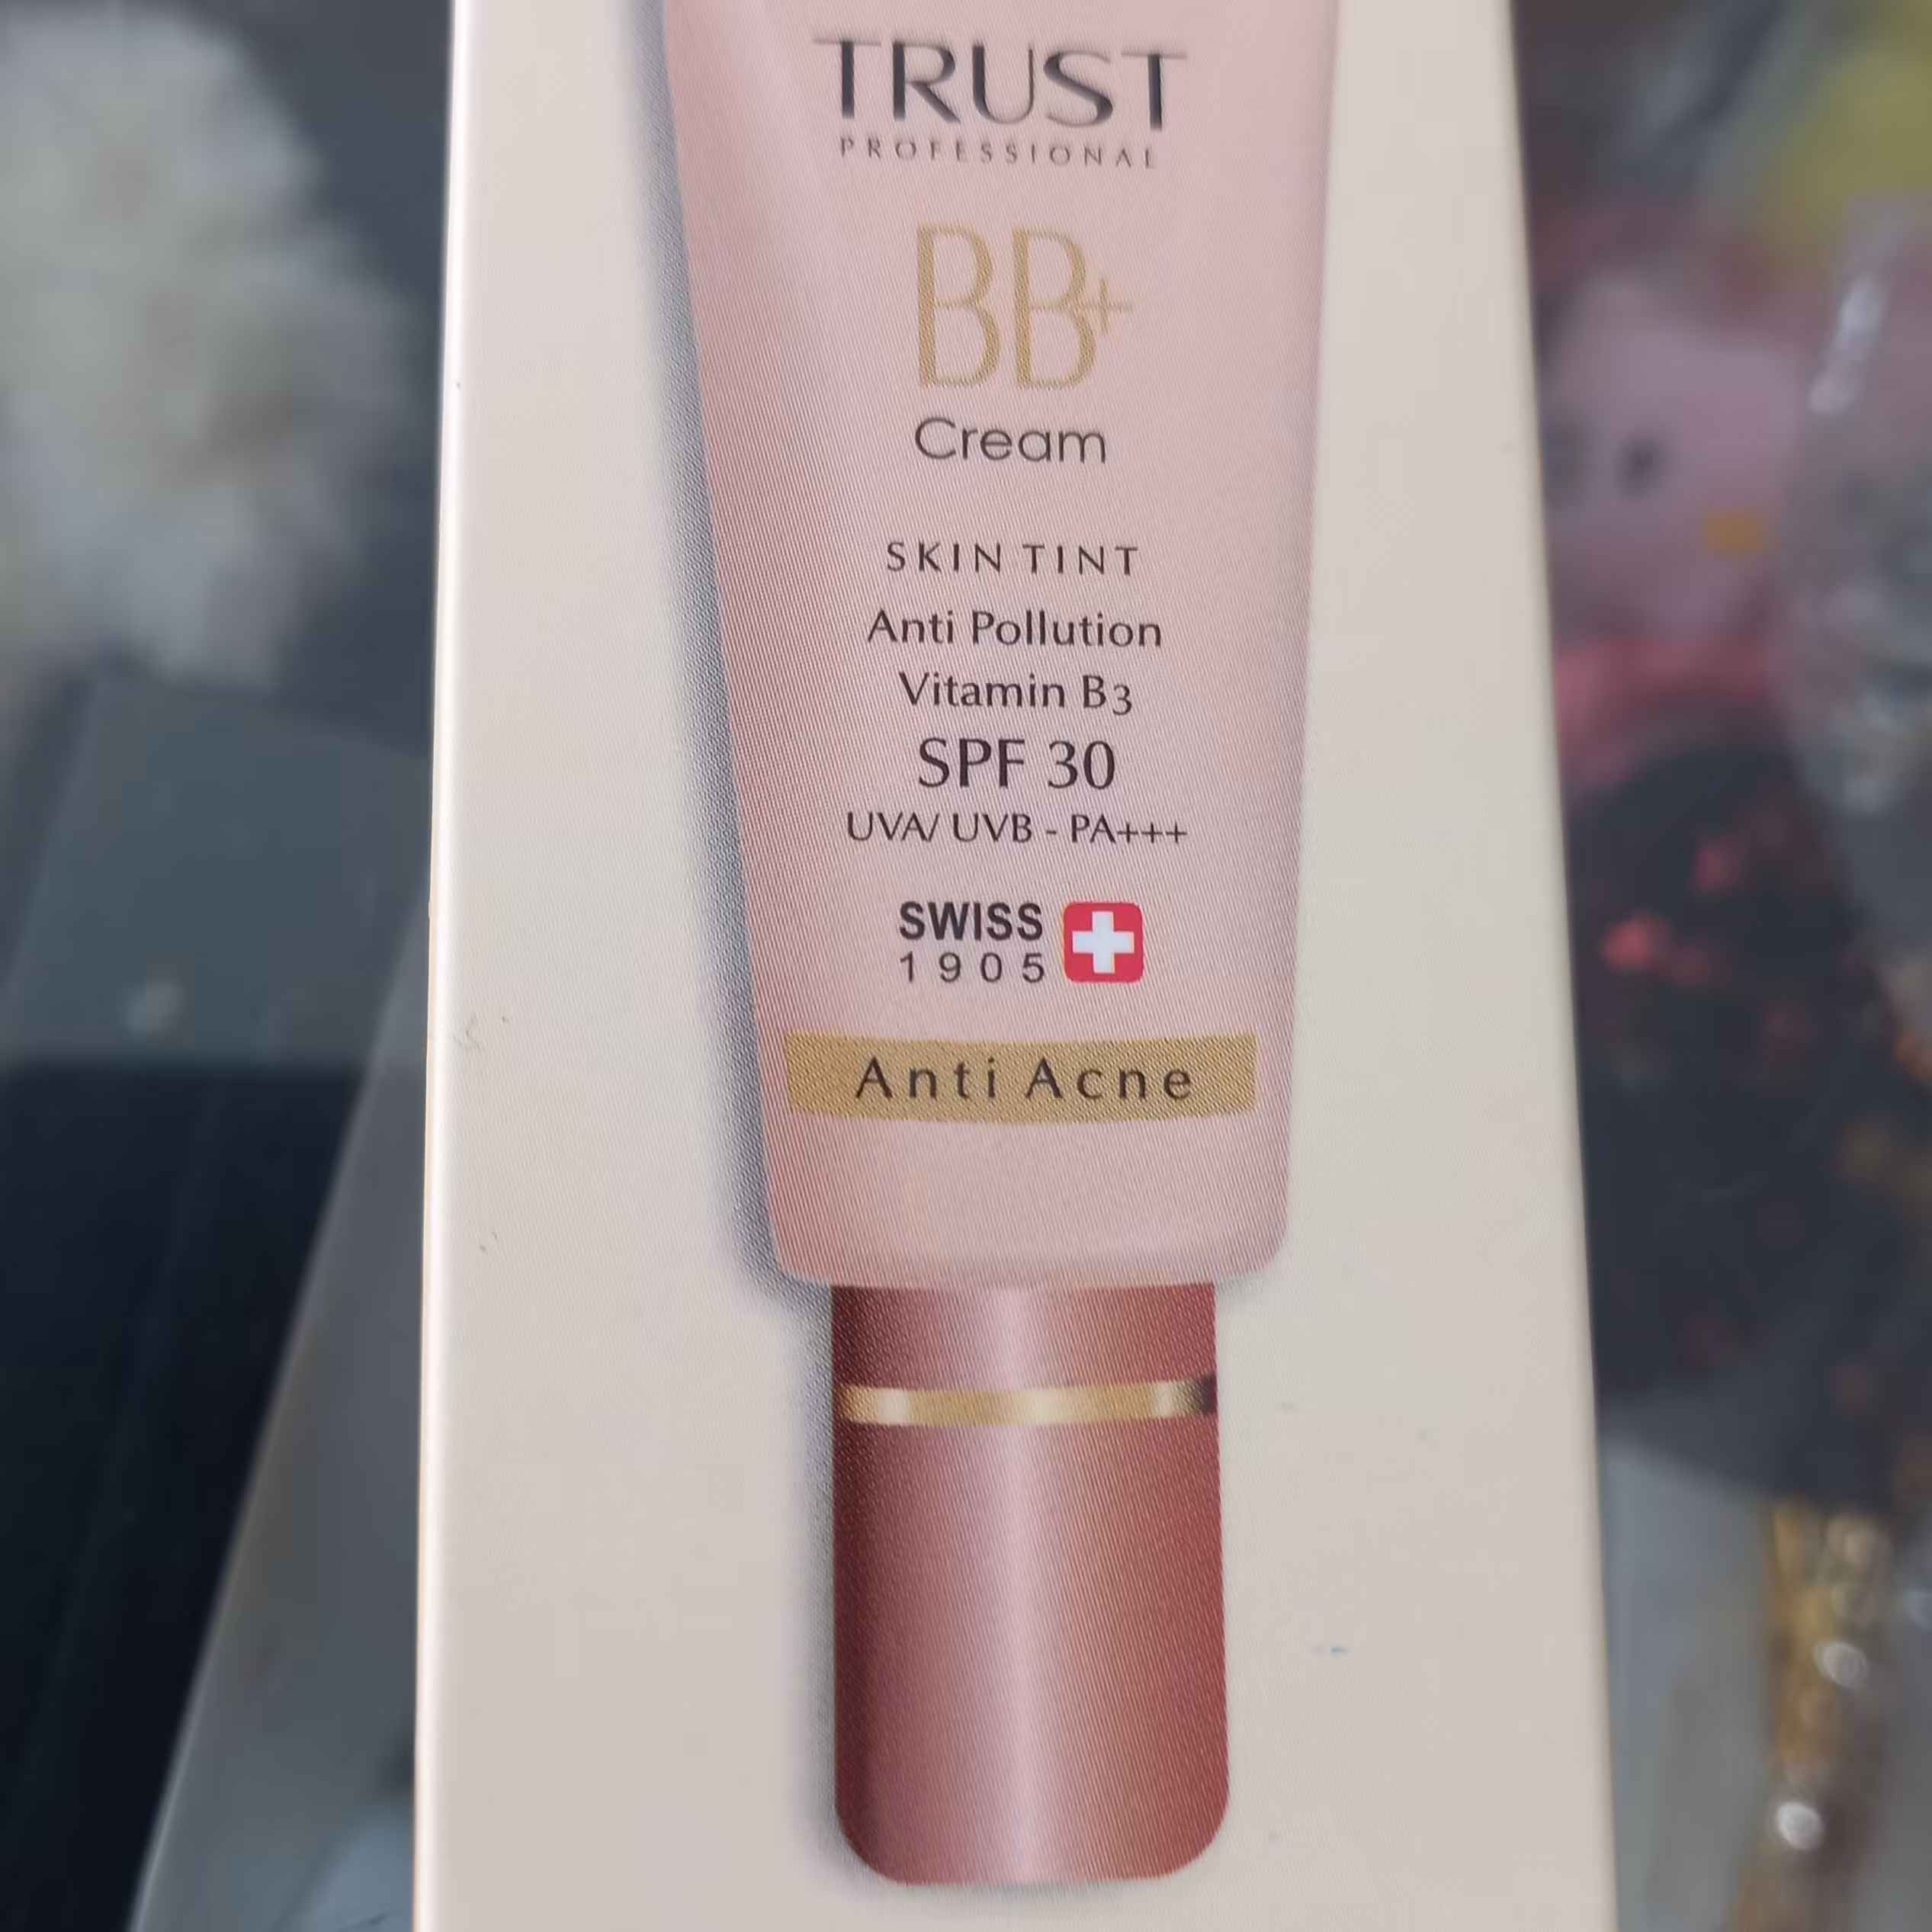 TRUST
PROFESSIONAL
BB+
Cream
SKIN TINT
Anti Pollution
Vitamin B3
SPF 30
UVA/ UVB - PA+++
SWISS
1905
Anti Acne